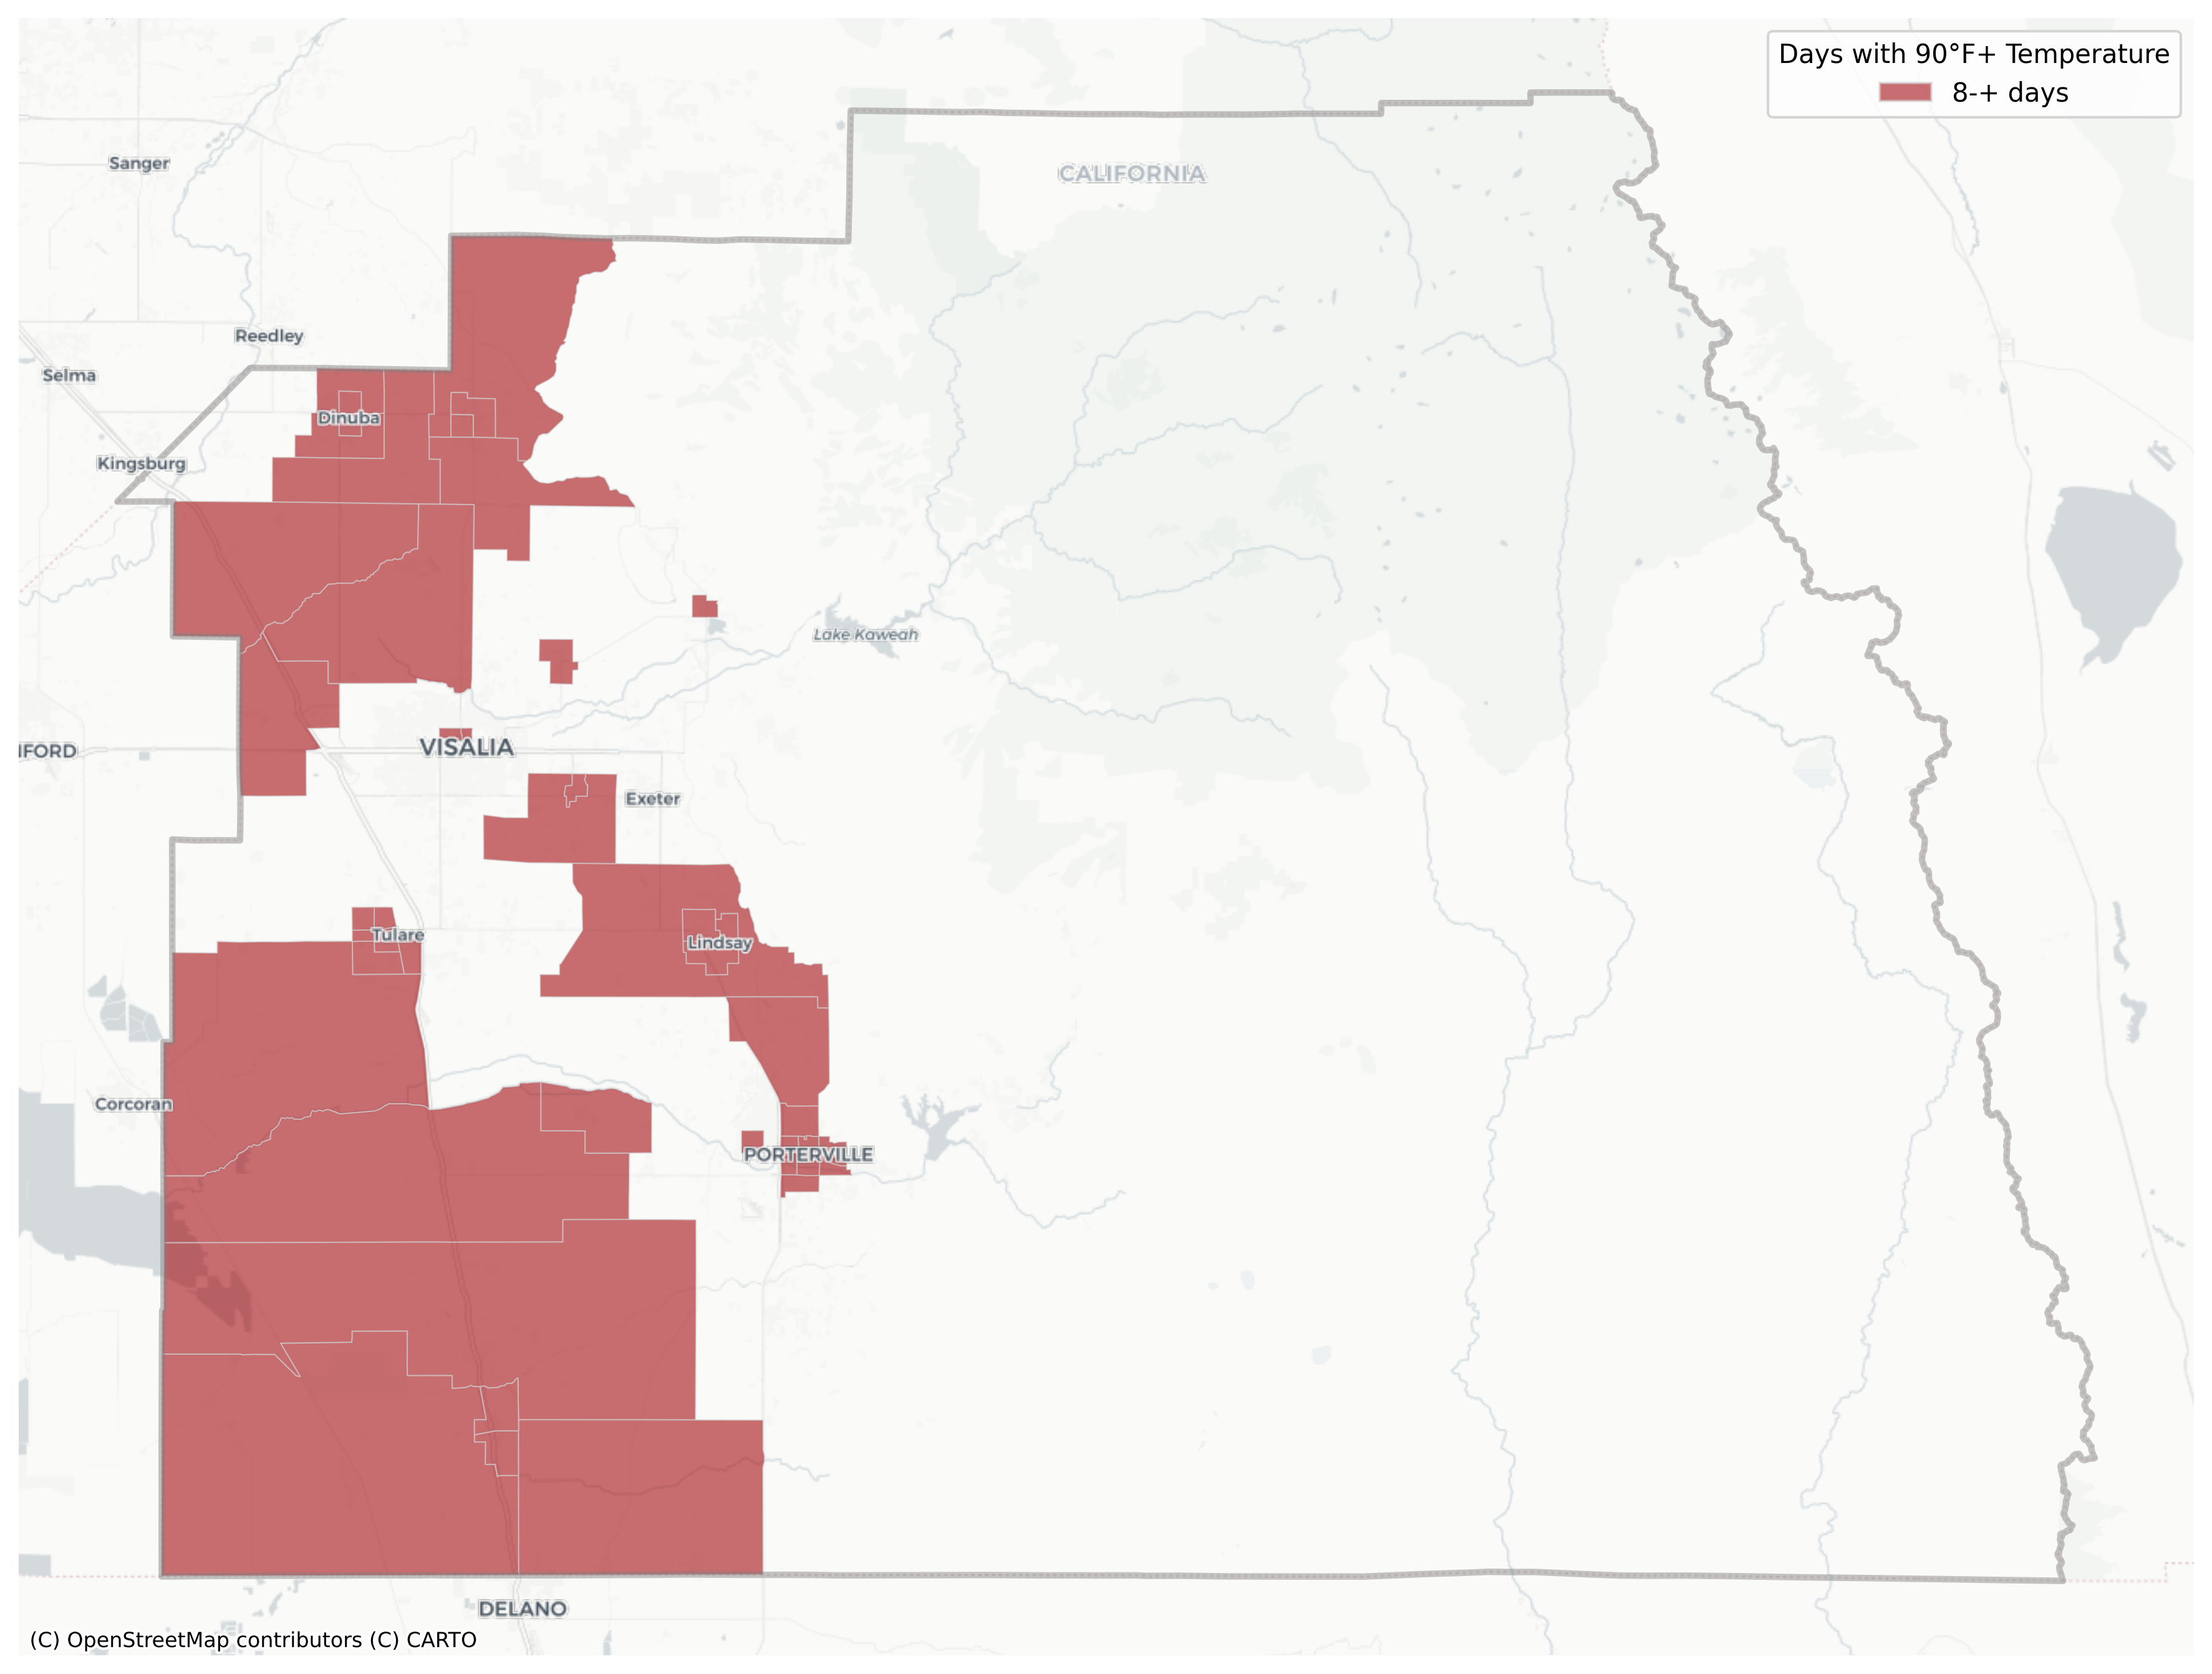 Days with 90°F+ Temperature
8-+ days
Sanger
CALIFORNIA
Reedley
Selma
Dinuba
Kingsburg
Lake Kaweah
VISALIA
IFORD
Exeter
Tulare
Lindsay
Corcoran
PORTERVILLE
DELANO
(C) OpenStreetMap contributors (C) CARTO